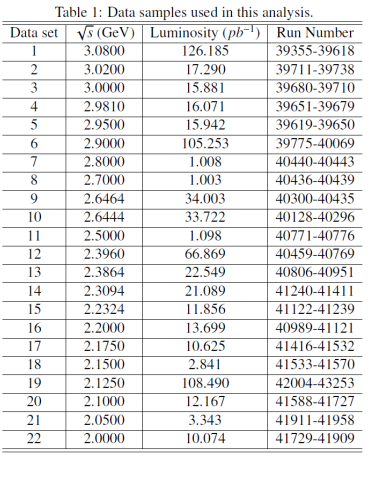 Table 1: Data samples used in this analysis.
Data set √s (GeV) Luminosity (pb⁻¹) Run Number
1 3.0800 126.185 39355-39618
2 3.0200 17.290 39711-39738
3 3.0000 15.881 39680-39710
4 2.9810 16.071 39651-39679
5 2.9500 15.942 39619-39650
6 2.9000 105.253 39775-40069
7 2.8000 1.008 40440-40443
8 2.7000 1.003 40436-40439
9 2.6464 34.003 40300-40435
10 2.6444 33.722 40128-40296
11 2.5000 1.098 40771-40776
12 2.3960 66.869 40459-40769
13 2.3864 22.549 40806-40951
14 2.3094 21.089 41240-41411
15 2.2324 11.856 41122-41239
16 2.2000 13.699 40989-41121
17 2.1750 10.625 41416-41532
18 2.1500 2.841 41533-41570
19 2.1250 108.490 42004-43253
20 2.1000 12.167 41588-41727
21 2.0500 3.343 41911-41958
22 2.0000 10.074 41729-41909